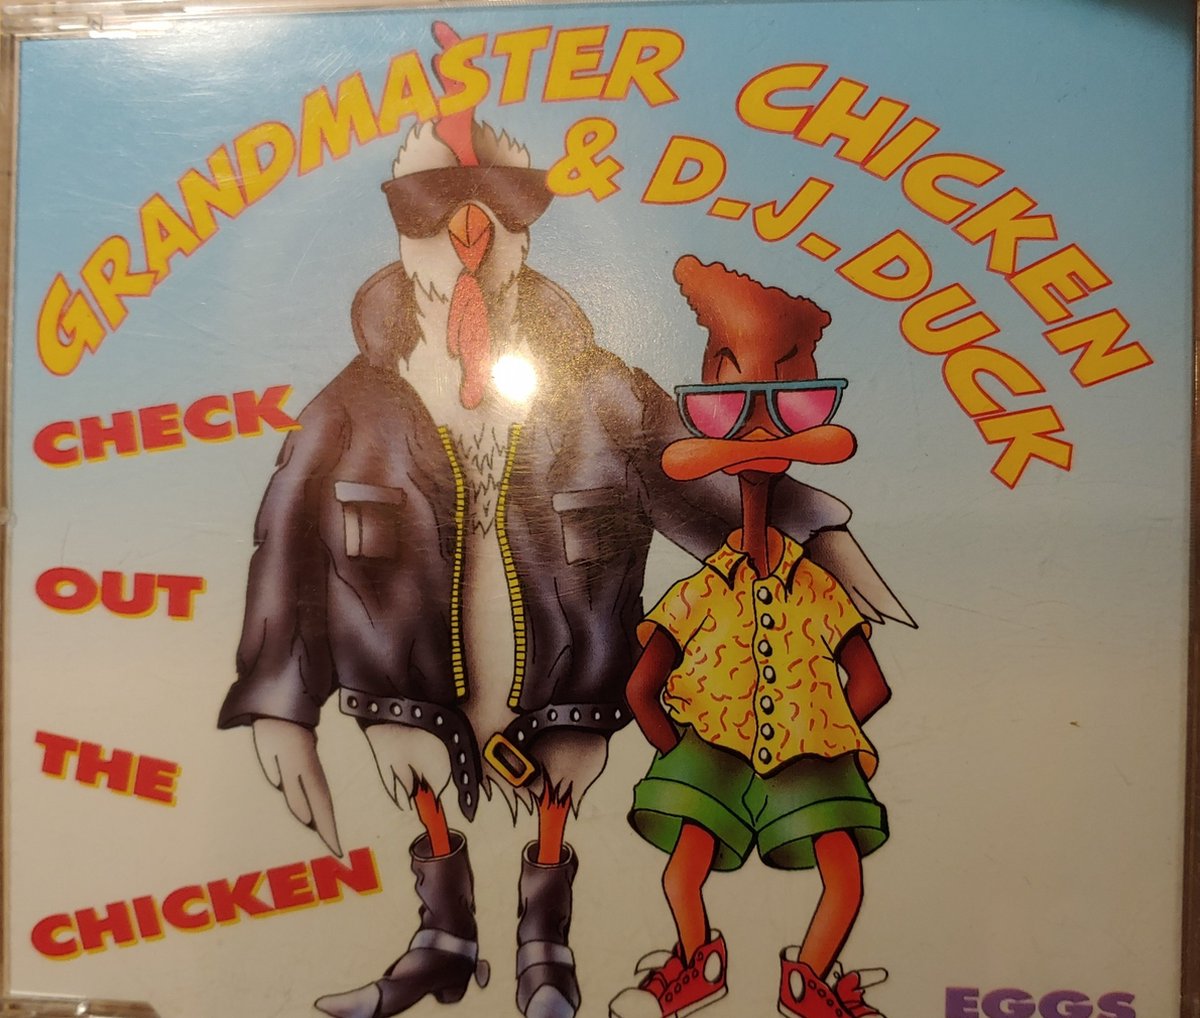 GRANDMASTER CHICKEN
& D.J.DUCK
CHECK
OUT
THE
CHICKEN
EGGS